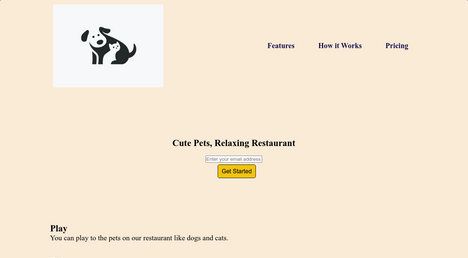 Features How it Works Pricing
Cute Pets, Relaxing Restaurant
Enter your email address
Get Started
Play
You can play to the pets on our restaurant like dogs and cats.